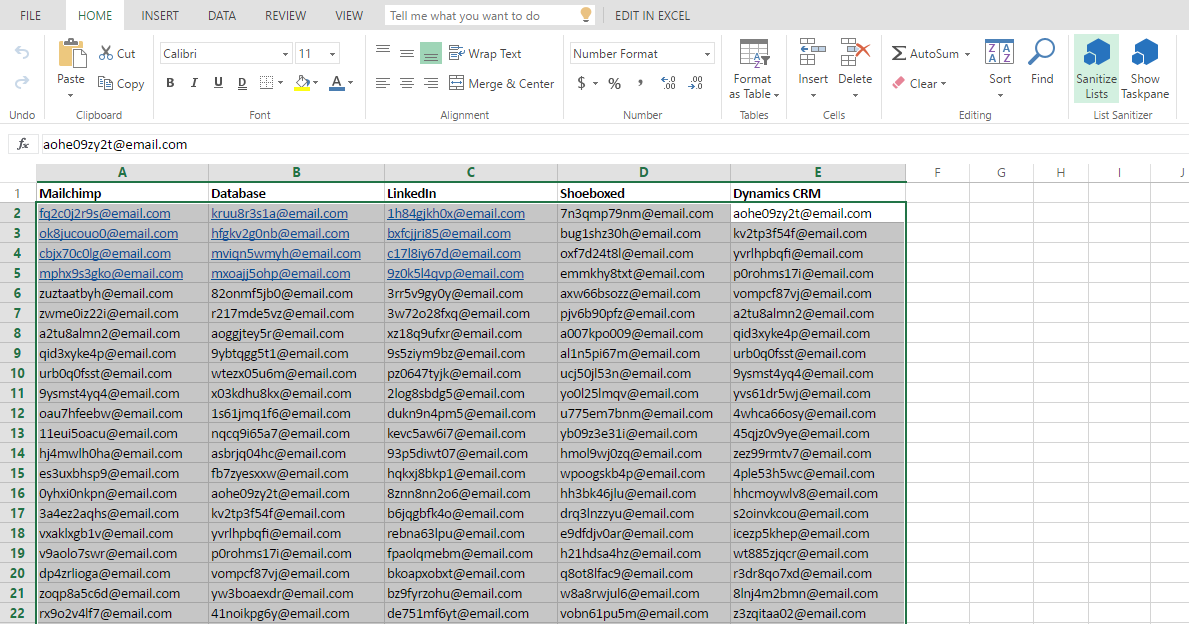 FILE HOME INSERT DATA REVIEW VIEW Tell me what you want to do EDIT IN EXCEL
Paste Cut Copy
Calibri 11
B I U D A
Wrap Text
Merge & Center
Number Format
$ % , .00 .00
Format as Table
Insert Delete
AutoSum
Clear
Sort Find
Sanitize Lists
Show Taskpane
Undo Clipboard Font Alignment Number Tables Cells Editing List Sanitizer
fx aohe09zy2t@email.com
A B C D E F G H I J
1 Mailchimp Database LinkedIn Shoeboxed Dynamics CRM
2 fq2c0j2r9s@email.com kruu8r3s1a@email.com 1h84gjkh0x@email.com 7n3qmp79nm@email.com aohe09zy2t@email.com
3 ok8jucouo0@email.com hfgkv2g0nb@email.com bxfcjjri85@email.com bug1shz30h@email.com kv2tp3f54f@email.com
4 cbjx70c0lg@email.com mviqn5wmyh@email.com c17l8iy67d@email.com oxf7d24t8l@email.com yvrlhpbqfi@email.com
5 mphx9s3gko@email.com mxoajj5ohp@email.com 9z0k5l4qvp@email.com emmkhy8txt@email.com p0rohms17i@email.com
6 zuztaatbyh@email.com 82onmf5jb0@email.com 3rr5v9gy0y@email.com axw66bsozz@email.com vompcf87vj@email.com
7 zwme0iz22i@email.com r217mde5vz@email.com 3w72o28fxq@email.com pjv6b90pfz@email.com a2tu8almn2@email.com
8 a2tu8almn2@email.com aoggjtey5r@email.com xz18q9ufxr@email.com a007kpo009@email.com qid3xyke4p@email.com
9 qid3xyke4p@email.com 9ybtqgg5t1@email.com 9s5ziym9bz@email.com al1n5pi67m@email.com urb0q0fsst@email.com
10 urb0q0fsst@email.com wtezx05u6m@email.com pz0647tyjk@email.com ucj50jl53n@email.com 9ysmst4yq4@email.com
11 9ysmst4yq4@email.com x03kdhu8kx@email.com 2log8sbdg5@email.com yo0l25lmqv@email.com yvs61dr5wj@email.com
12 oau7hfeebw@email.com 1s61jmq1f6@email.com dukn9n4pm5@email.com u775em7bnm@email.com 4whca66osy@email.com
13 11eui5oacu@email.com nqcq9i65a7@email.com kevc5aw6i7@email.com yb09z3e31i@email.com 45qjz0v9ye@email.com
14 hj4mwlh0ha@email.com asbrjq04hc@email.com 93p5diwt07@email.com hmol9wj0zq@email.com zez99rmtv7@email.com
15 es3uxbhsp9@email.com fb7zyesxxw@email.com hqkxj8bkp1@email.com wpoogskb4p@email.com 4ple53h5wc@email.com
16 0yhxi0nkpn@email.com aohe09zy2t@email.com 8znn8nn2o6@email.com hh3bk46jlu@email.com hhcmoywlv8@email.com
17 3a4ez2aqhs@email.com kv2tp3f54f@email.com b6jqgbfk4o@email.com drq3lnzzyu@email.com s2oinvkcou@email.com
18 vxaklxgb1v@email.com yvrlhpbqfi@email.com rebna63lpu@email.com e9dfdjv0ar@email.com icezp5khep@email.com
19 v9aolo7swr@email.com p0rohms17i@email.com fpaolqmebm@email.com h21hdsa4hz@email.com wt885zjqcr@email.com
20 dp4zrlioga@email.com vompcf87vj@email.com bkoapxobxt@email.com q8ot8lfac9@email.com r3dr8qo7xd@email.com
21 zoqp8a5c6d@email.com yw3boaexdr@email.com bz9fyrzohu@email.com w8a8rwjul6@email.com 8lnj4m2bmn@email.com
22 rx9o2v4lf7@email.com 41noikpg6y@email.com de751mf6yt@email.com vobn61pu5m@email.com z3zqitaa02@email.com